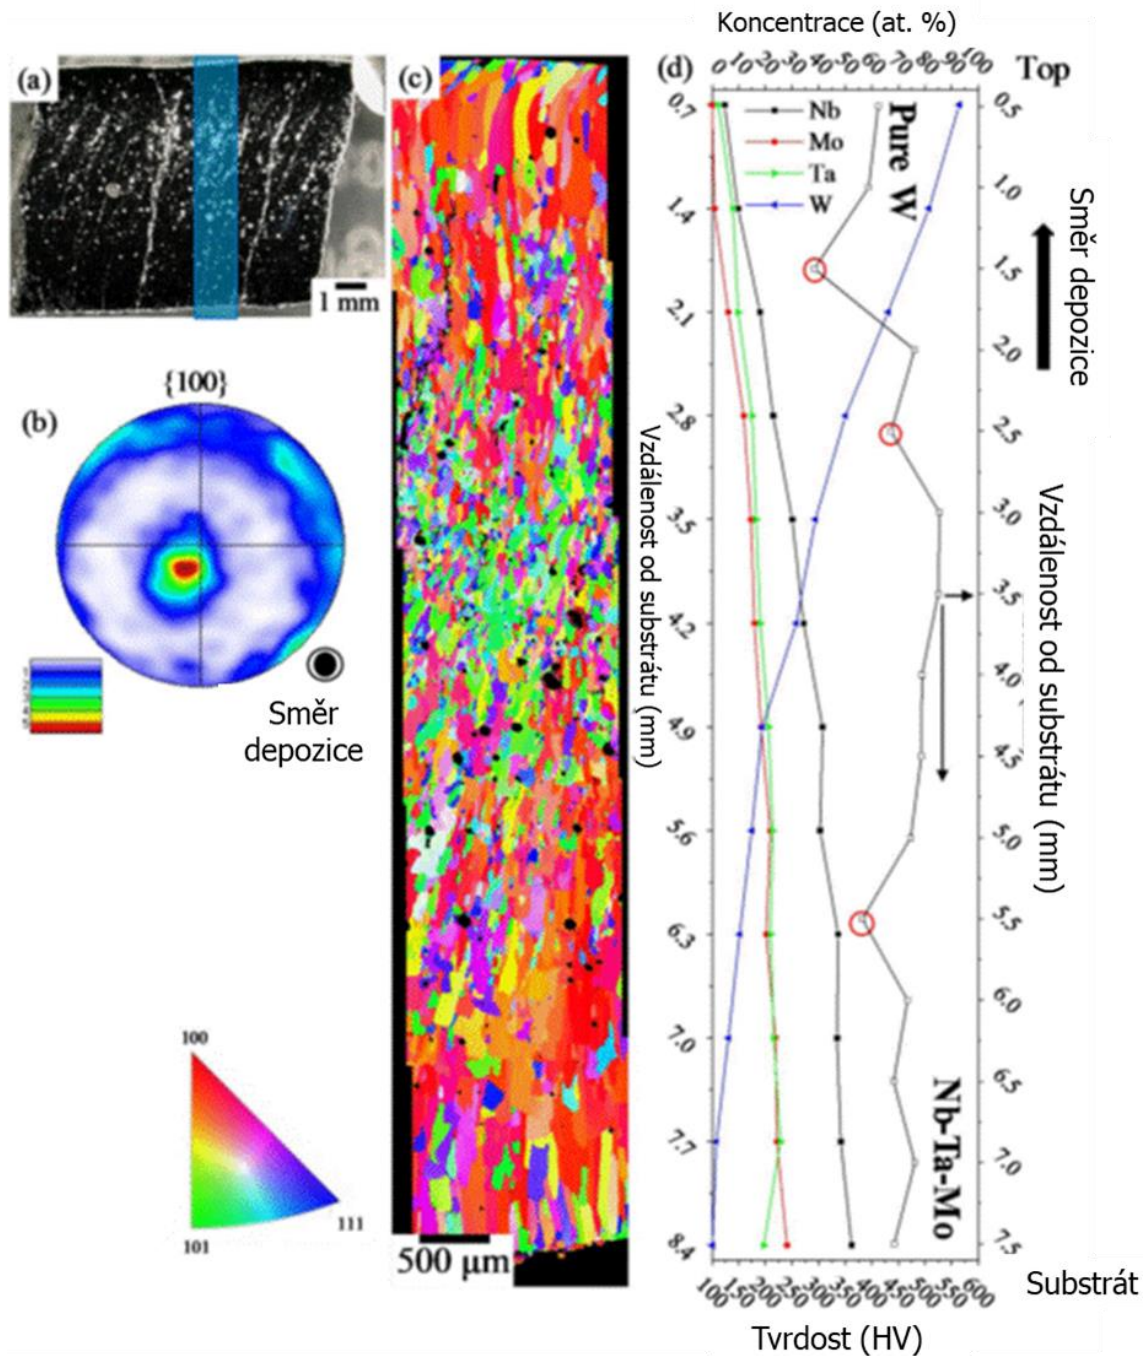 Koncentrace (at. %)
(a)
(c)
(d)
0 10 20 30 40 50 60 70 80 90 100
Top
Nb
Mo
Ta
W
Pure W
0.7
1.4
2.1
2.8
3.5
4.2
4.9
5.6
6.3
7.0
7.7
8.4
0.5
1.0
1.5
2.0
2.5
3.0
3.5
4.0
4.5
5.0
5.5
6.0
6.5
7.0
7.5
Směr depozice
1 mm
{100}
(b)
Směr
depozice
Vzdálenost od substrátu (mm)
Vzdálenost od substrátu (mm)
Nb-Ta-Mo
100
101
111
500 µm
100 150 200 250 300 350 400 450 500 550 600
Substrát
Tvrdost (HV)